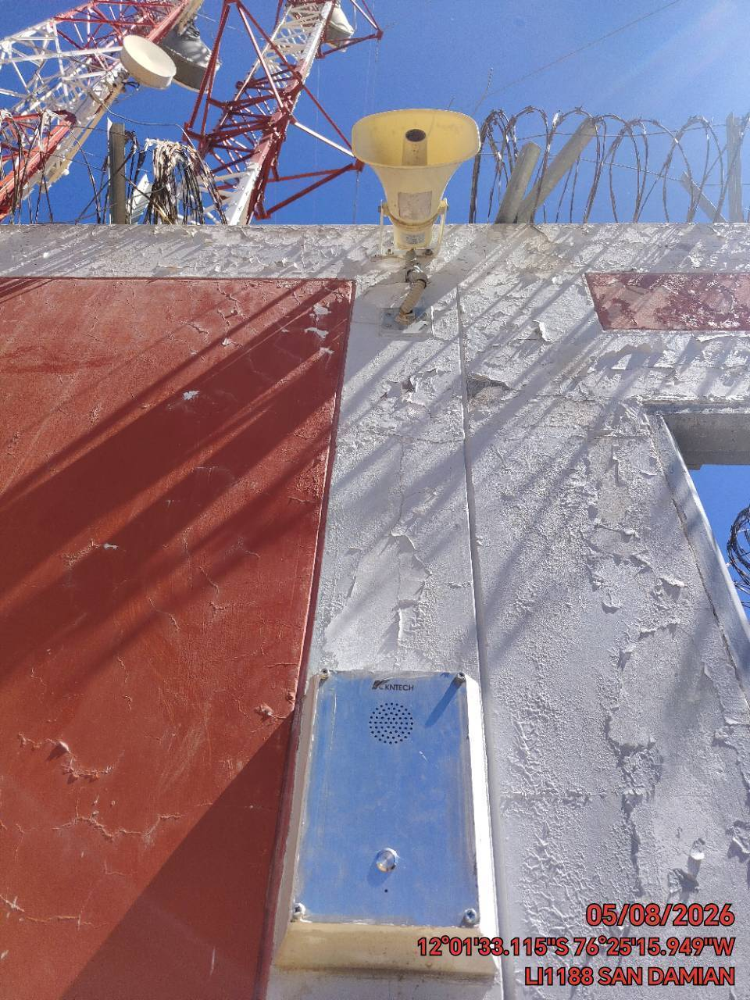 KNTECH
05/08/2026
12°01'33.115"S 76°25'15.949"W
LI1188 SAN DAMIAN